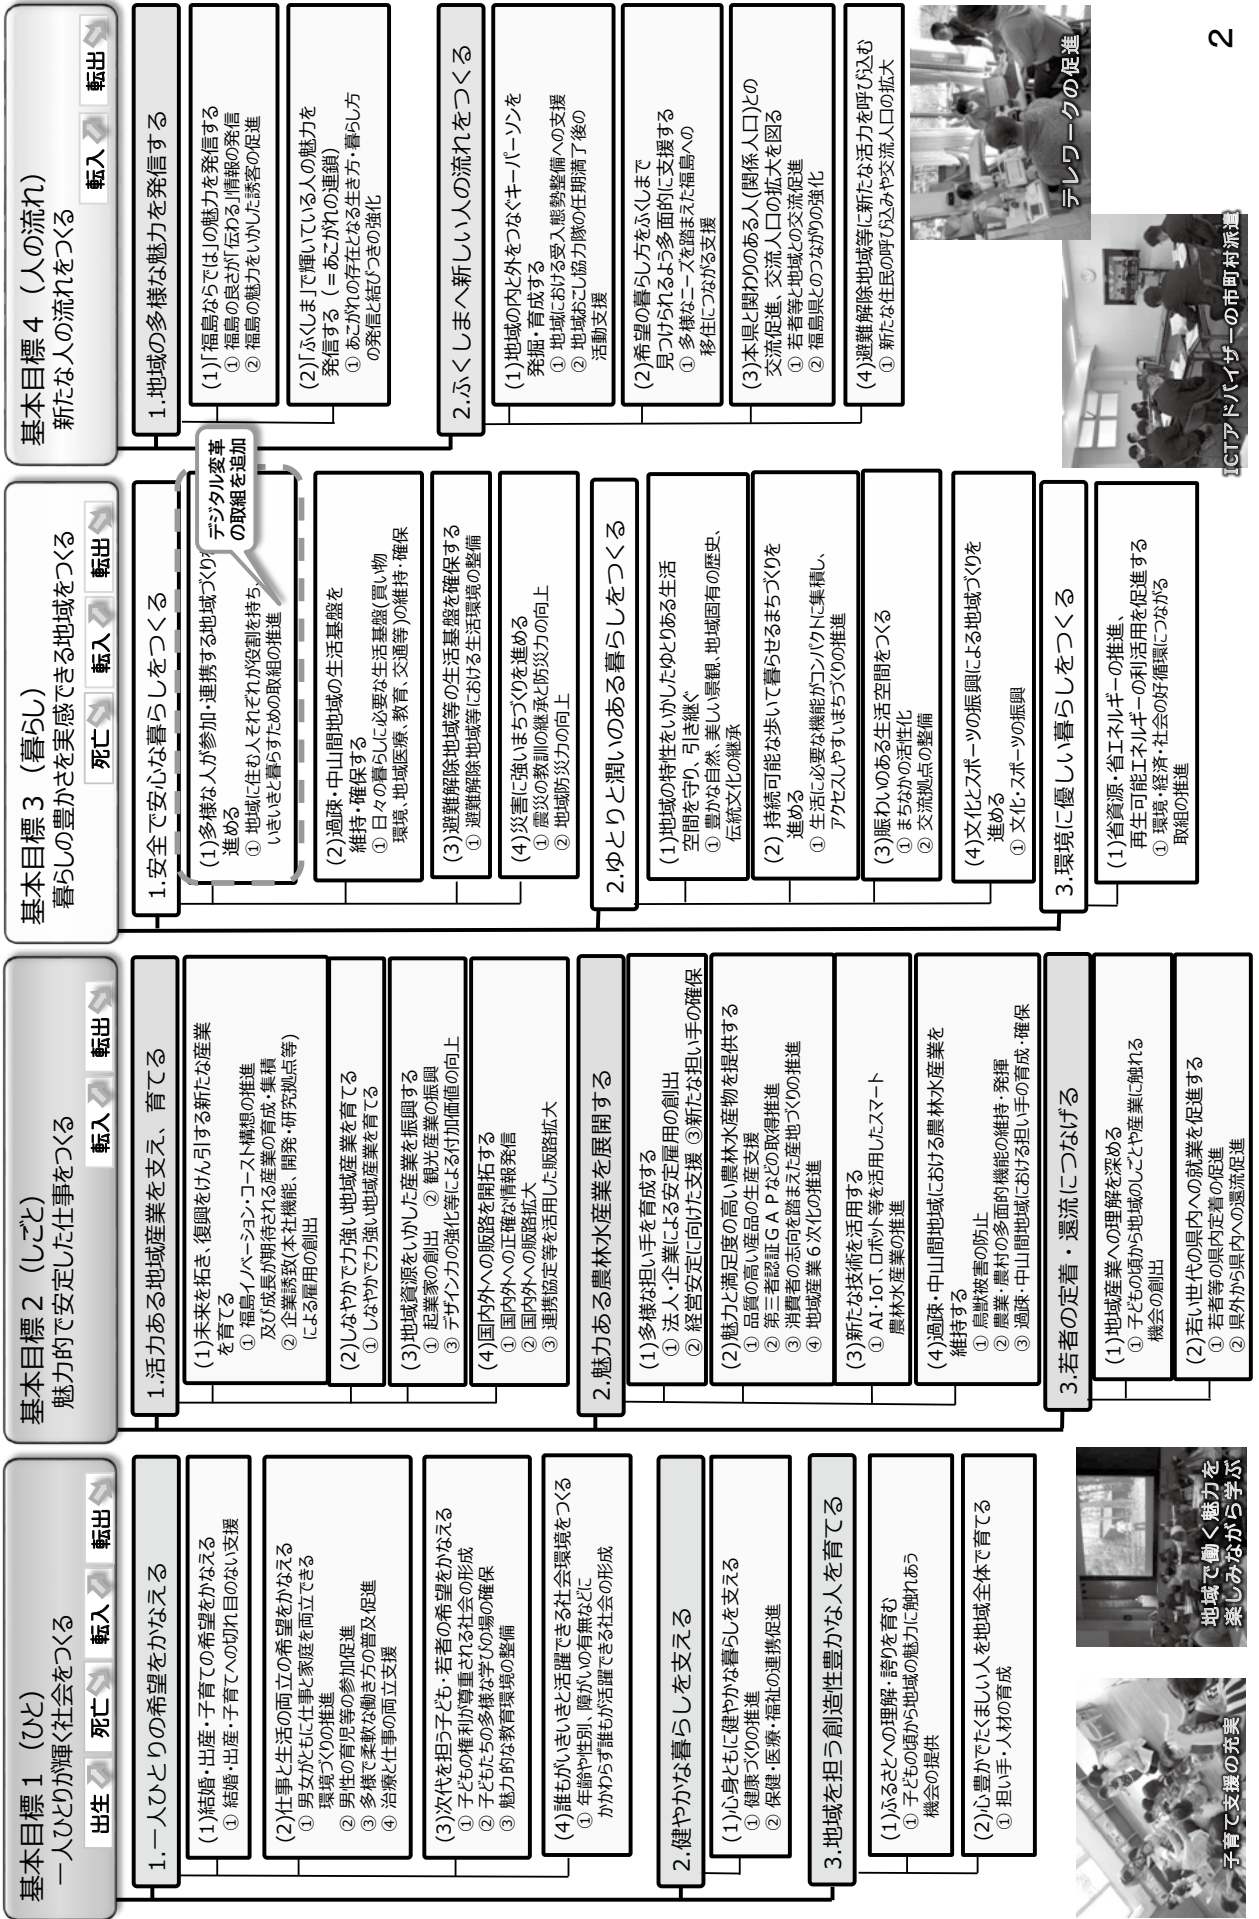 基本目標１（ひと）
一人ひとりが輝く社会をつくる
出生
死亡
転入
転出
1.一人ひとりの希望をかなえる
(1)結婚・出産・子育ての希望をかなえる
① 結婚・出産・子育てへの切れ目のない支援
(2)仕事と生活の両立の希望をかなえる
① 男女がともに仕事と家庭を両立できる
環境づくりの推進
② 男性の育児等の参加促進
③ 多様で柔軟な働き方の普及促進
④ 治療と仕事の両立支援
(3)次代を担う子ども・若者の希望をかなえる
① 子どもの権利が尊重される社会の形成
② 子どもたちの多様な学びの場の確保
③ 魅力的な教育環境の整備
(4)誰もがいきいきと活躍できる社会環境をつくる
① 年齢や性別、障がいの有無などに
かかわらず誰もが活躍できる社会の形成
2.健やかな暮らしを支える
(1)心身ともに健やかな暮らしを支える
① 健康づくりの推進
② 保健・医療・福祉の連携促進
3.地域を担う創造性豊かな人を育てる
(1)ふるさとへの理解・誇りを育む
① 子どもの頃から地域の魅力に触れあう
機会の提供
(2)心豊かでたくましい人を地域全体で育てる
① 担い手・人材の育成
子育て支援の充実
地域で働く魅力を
楽しみながら学ぶ
基本目標２（しごと）
魅力的で安定した仕事をつくる
転入
転出
1.活力ある地域産業を支え、育てる
(1)未来を拓き、復興をけん引する新たな産業
を育てる
① 福島イノベーション・コースト構想の推進
及び成長が期待される産業の育成・集積
② 企業誘致(本社機能、開発・研究拠点等)
による雇用の創出
(2)しなやかで力強い地域産業を育てる
① しなやかで力強い地域産業を育てる
(3)地域資源をいかした産業を振興する
① 起業家の創出 ② 観光産業の振興
③ デザイン力の強化等による付加価値の向上
(4)国内外への販路を開拓する
① 国内外への正確な情報発信
② 国内外への販路拡大
③ 連携協定等を活用した販路拡大
2.魅力ある農林水産業を展開する
(1)多様な担い手を育成する
① 法人・企業による安定雇用の創出
② 経営安定に向けた支援 ③新たな担い手の確保
(2)魅力と満足度の高い農林水産物を提供する
① 品質の高い産品の生産支援
② 第三者認証ＧＡＰなどの取得推進
③ 消費者の志向を踏まえた産地づくりの推進
④ 地域産業６次化の推進
(3)新たな技術を活用する
① AI・IoT、ロボット等を活用したスマート
農林水産業の推進
(4)過疎・中山間地域における農林水産業を
維持する
① 鳥獣被害の防止
② 農業・農村の多面的機能の維持・発揮
③ 過疎・中山間地域における担い手の育成・確保
3.若者の定着・還流につなげる
(1)地域産業への理解を深める
① 子どもの頃から地域のしごとや産業に触れる
機会の創出
(2)若い世代の県内への就業を促進する
① 若者等の県内定着の促進
② 県外から県内への還流促進
基本目標３（暮らし）
暮らしの豊かさを実感できる地域をつくる
死亡
転入
転出
1.安全で安心な暮らしをつくる
(1)多様な人が参加・連携する地域づくりを
進める
① 地域に住む人それぞれが役割を持ち、
いきいきと暮らすための取組の推進
デジタル変革
の取組を追加
(2)過疎・中山間地域の生活基盤を
維持・確保する
① 日々の暮らしに必要な生活基盤(買い物
環境、地域医療、教育、交通等)の維持・確保
(3)避難解除地域等の生活基盤を確保する
① 避難解除地域等における生活環境の整備
(4)災害に強いまちづくりを進める
① 震災の教訓の継承と防災力の向上
② 地域防災力の向上
2.ゆとりと潤いのある暮らしをつくる
(1)地域の特性をいかしたゆとりある生活
空間を守り、引き継ぐ
① 豊かな自然、美しい景観、地域固有の歴史、
伝統文化の継承
(2) 持続可能な歩いて暮らせるまちづくりを
進める
① 生活に必要な機能がコンパクトに集積し、
アクセスしやすいまちづくりの推進
(3)賑わいのある生活空間をつくる
① まちなかの活性化
② 交流拠点の整備
(4)文化とスポーツの振興による地域づくりを
進める
① 文化・スポーツの振興
3.環境に優しい暮らしをつくる
(1)省資源・省エネルギーの推進、
再生可能エネルギーの利活用を促進する
① 環境・経済・社会の好循環につながる
取組の推進
基本目標４（人の流れ）
新たな人の流れをつくる
転入
転出
1.地域の多様な魅力を発信する
(1)「福島ならでは」の魅力を発信する
① 福島の良さが「伝わる」情報の発信
② 福島の魅力をいかした誘客の促進
(2)「ふくしま」で輝いている人の魅力を
発信する（＝あこがれの連鎖）
① あこがれの存在となる生き方・暮らし方
の発信と結びつきの強化
2.ふくしまへ新しい人の流れをつくる
(1)地域の内と外をつなぐキーパーソンを
発掘・育成する
① 地域における受入態勢整備への支援
② 地域おこし協力隊の任期満了後の
活動支援
(2)希望の暮らし方をふくしまで
見つけられるよう多面的に支援する
① 多様なニーズを踏まえた福島への
移住につながる支援
(3)本県と関わりのある人(関係人口)との
交流促進、交流人口の拡大を図る
① 若者等と地域との交流促進
② 福島県とのつながりの強化
(4)避難解除地域等に新たな活力を呼び込む
① 新たな住民の呼び込みや交流人口の拡大
テレワークの促進
ICTアドバイザーの市町村派遣
2